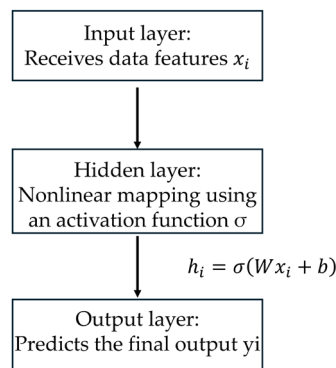 Input layer:
Receives data features xᵢ
Hidden layer:
Nonlinear mapping using
an activation function σ
hᵢ = σ(Wxᵢ + b)
Output layer:
Predicts the final output yi